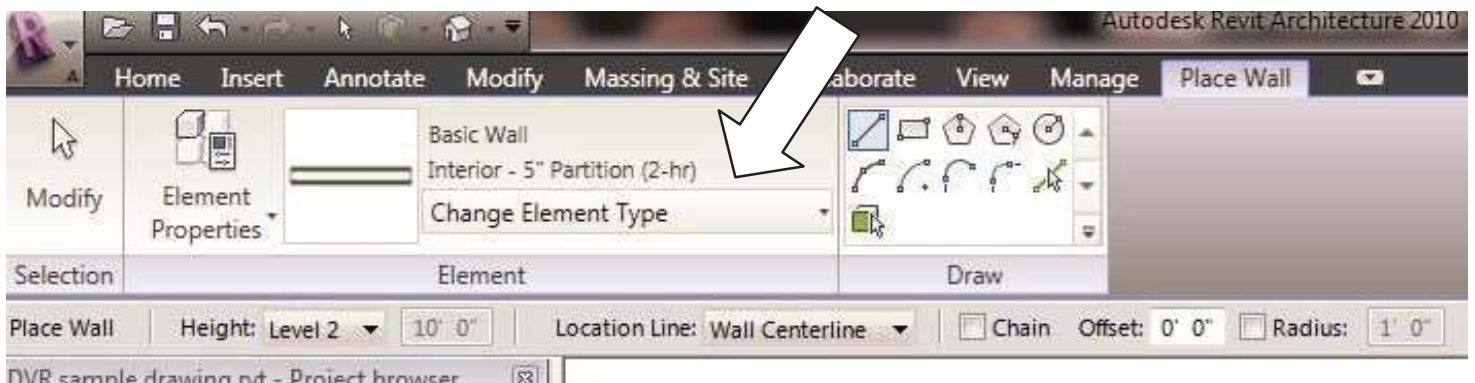 Autodesk Revit Architecture 2010
Home Insert Annotate Modify Massing & Site aborate View Manage Place Wall
Modify
Element Properties
Basic Wall
Interior - 5" Partition (2-hr)
Change Element Type
Selection Element Draw
Place Wall Height: Level 2 10' 0" Location Line: Wall Centerline Chain Offset: 0' 0" Radius: 1' 0"
DVR sample drawing.rvt - Project browser